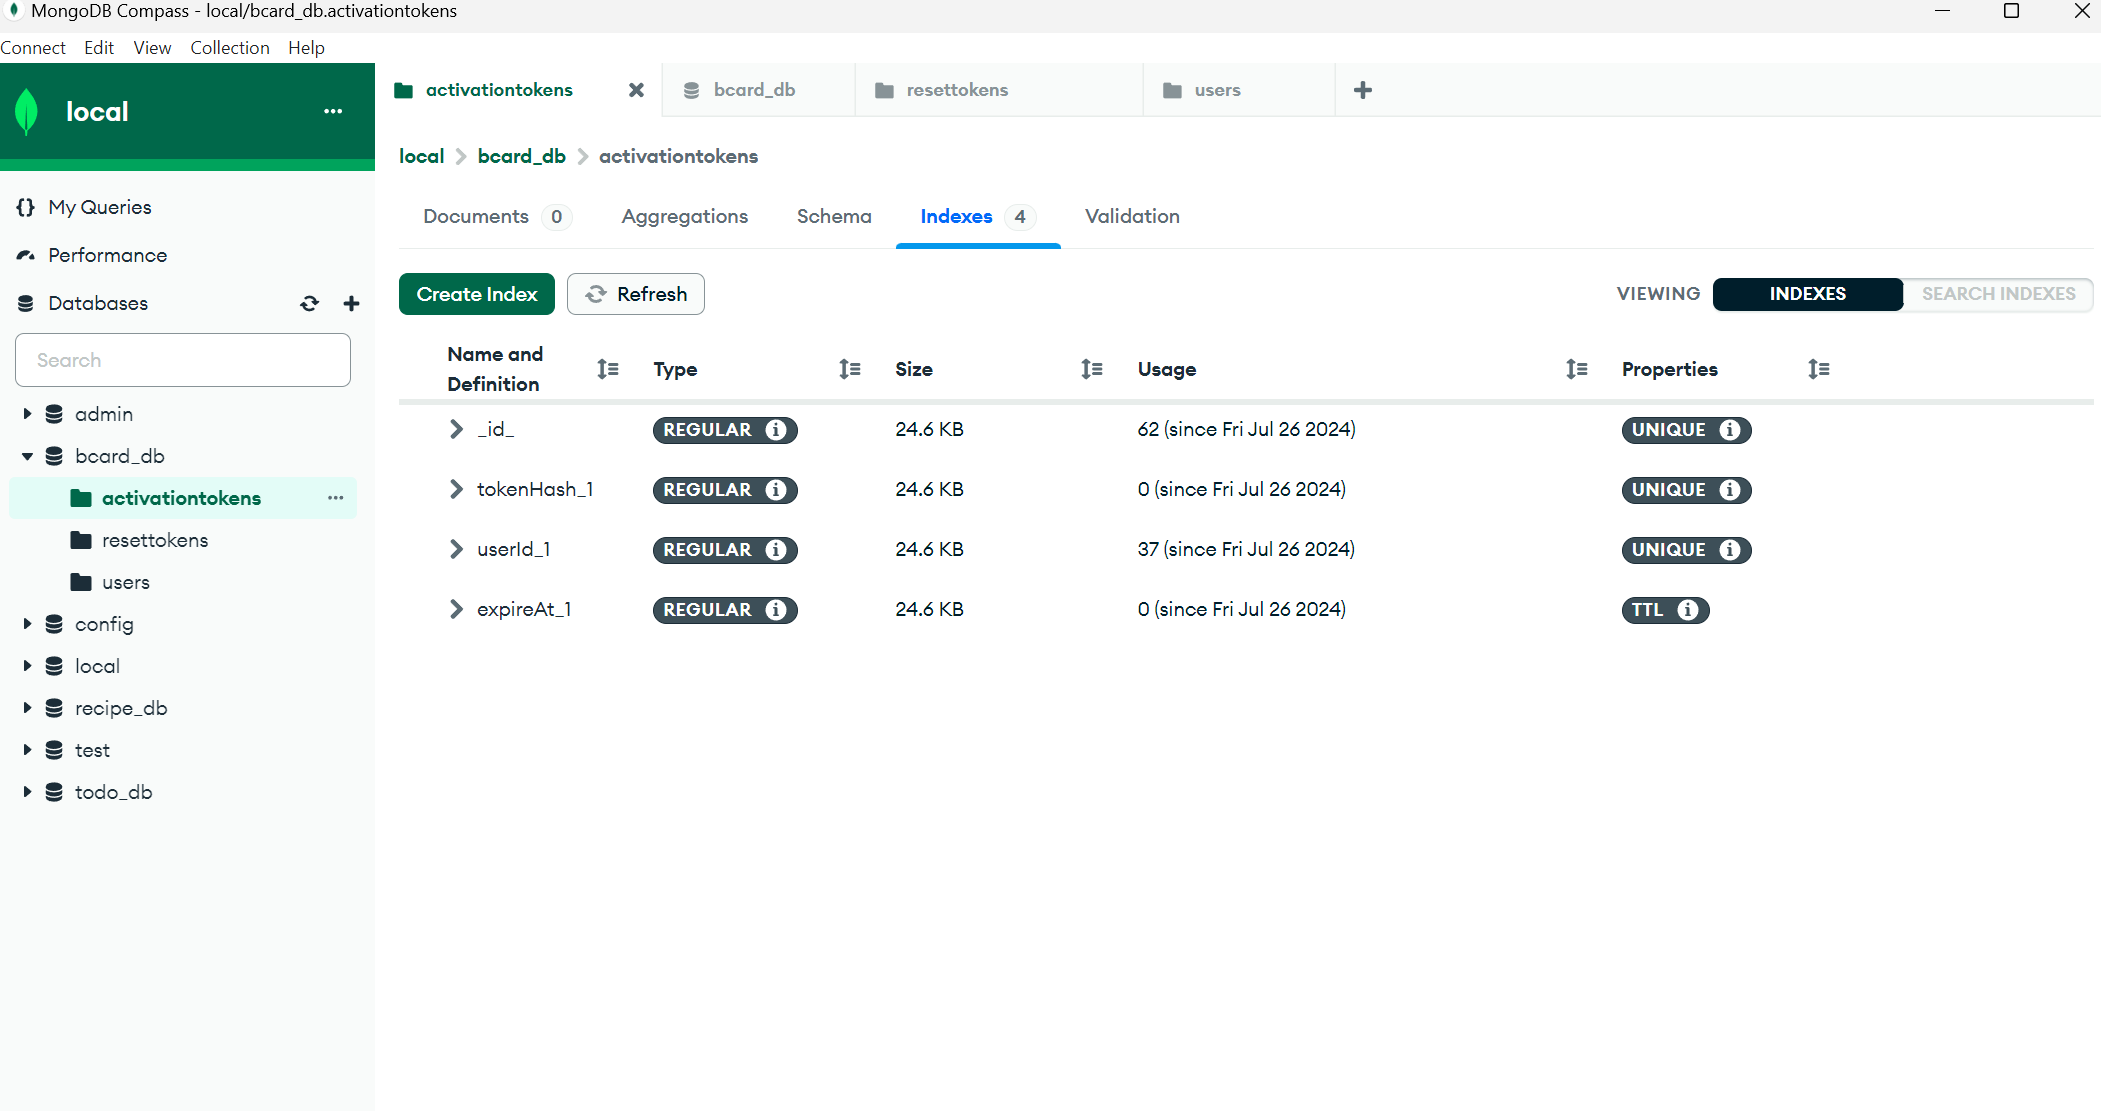 MongoDB Compass - local/bcard_db.activationtokens
Connect Edit View Collection Help
local
activationtokens bcard_db resettokens users
local bcard_db activationtokens
My Queries
Performance
Databases
Search
admin
bcard_db
activationtokens
resettokens
users
config
local
recipe_db
test
todo_db
Documents 0 Aggregations Schema Indexes 4 Validation
Create Index Refresh
VIEWING INDEXES SEARCH INDEXES
Name and
Definition Type Size Usage Properties
_id_ REGULAR 24.6 KB 62 (since Fri Jul 26 2024) UNIQUE
tokenHash_1 REGULAR 24.6 KB 0 (since Fri Jul 26 2024) UNIQUE
userId_1 REGULAR 24.6 KB 37 (since Fri Jul 26 2024) UNIQUE
expireAt_1 REGULAR 24.6 KB 0 (since Fri Jul 26 2024) TTL